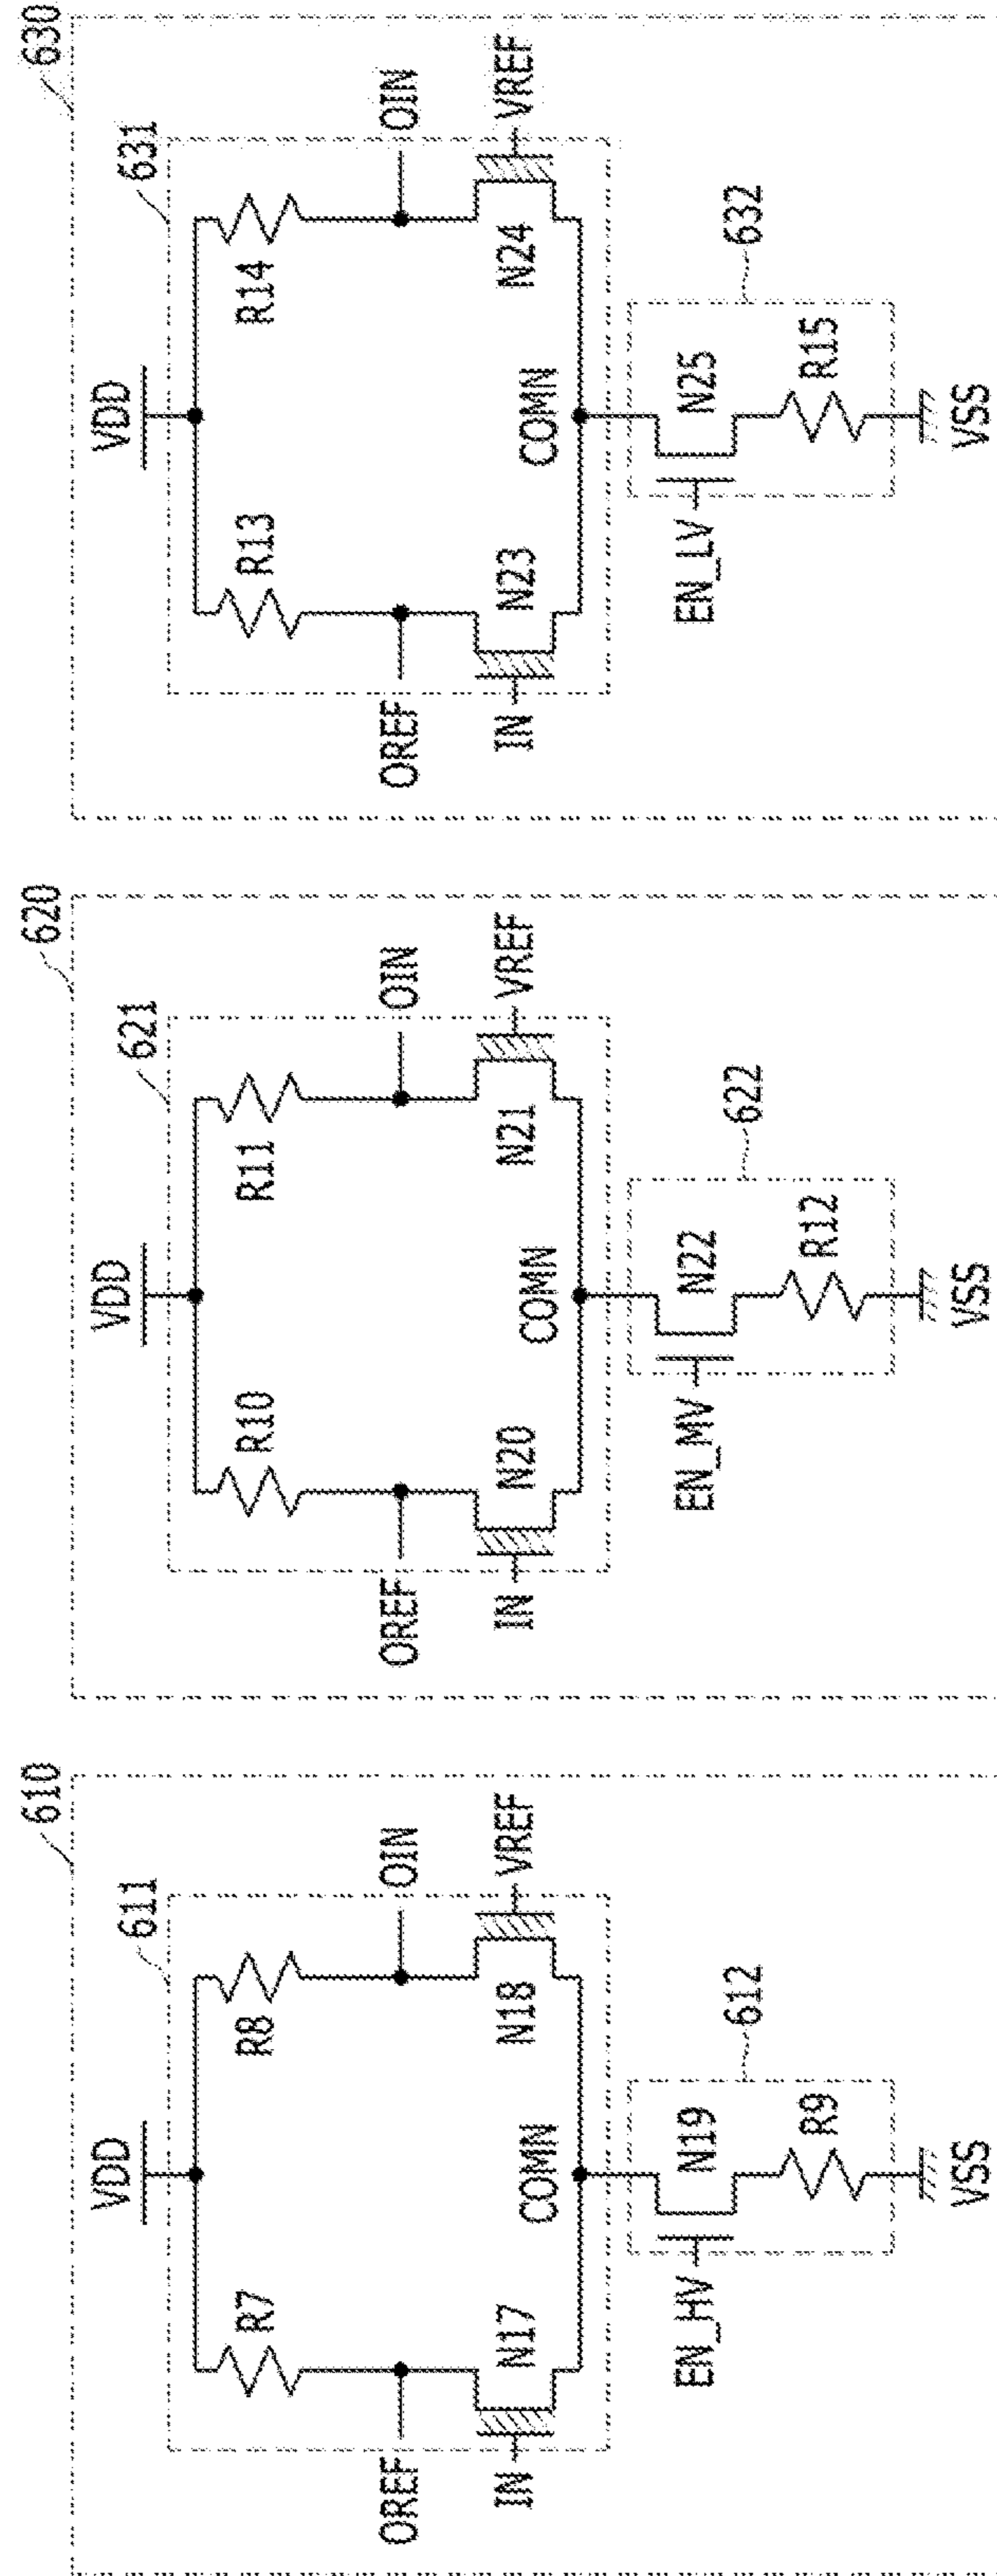 610
611
VDD
R7
R8
OREF
OIN
IN
N17
COMN
N18
VREF
612
EN_HV
N19
R9
VSS
620
621
VDD
R10
R11
OREF
OIN
IN
N20
COMN
N21
VREF
622
EN_MV
N22
R12
VSS
630
631
VDD
R13
R14
OREF
OIN
IN
N23
COMN
N24
VREF
632
EN_LV
N25
R15
VSS